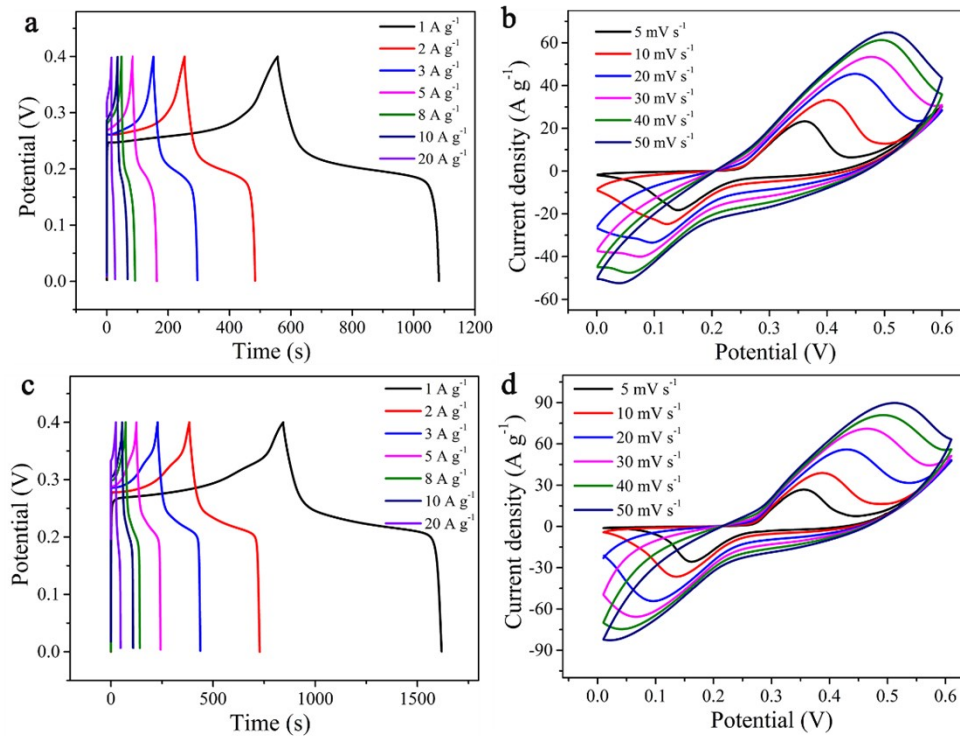 a
0.4
0.3
0.2
0.1
0.0
Potential (V)
0 200 400 600 800 1000 1200
Time (s)
1 A g⁻¹
2 A g⁻¹
3 A g⁻¹
5 A g⁻¹
8 A g⁻¹
10 A g⁻¹
20 A g⁻¹
b
60
40
20
0
-20
-40
-60
Current density (A g⁻¹)
0.0 0.1 0.2 0.3 0.4 0.5 0.6
Potential (V)
5 mV s⁻¹
10 mV s⁻¹
20 mV s⁻¹
30 mV s⁻¹
40 mV s⁻¹
50 mV s⁻¹
c
0.4
0.3
0.2
0.1
0.0
Potential (V)
0 500 1000 1500
Time (s)
1 A g⁻¹
2 A g⁻¹
3 A g⁻¹
5 A g⁻¹
8 A g⁻¹
10 A g⁻¹
20 A g⁻¹
d
90
60
30
0
-30
-60
-90
Current density (A g⁻¹)
0.0 0.1 0.2 0.3 0.4 0.5 0.6
Potential (V)
5 mV s⁻¹
10 mV s⁻¹
20 mV s⁻¹
30 mV s⁻¹
40 mV s⁻¹
50 mV s⁻¹